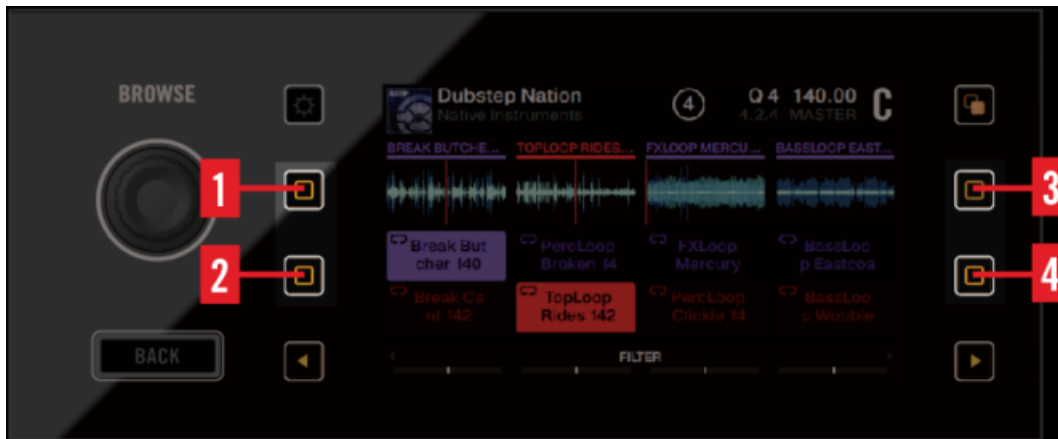 BROWSE
Dubstep Nation
Native Instruments
4
Q 4 140.00
4.2.4 MASTER
C
BREAK BUTCHE...
TOPLOOP RIDES...
FXLOOP MERCU...
BASSLOOP EAST...
1
3
2
4
Break But
cher 140
PercLoop
Broken 14
FXLoop
Mercury
BassLoo
p Eastcoa
Break Ca
nt 142
TopLoop
Rides 142
PercLoop
Clickie 14
BassLoo
p Wobble
BACK
FILTER